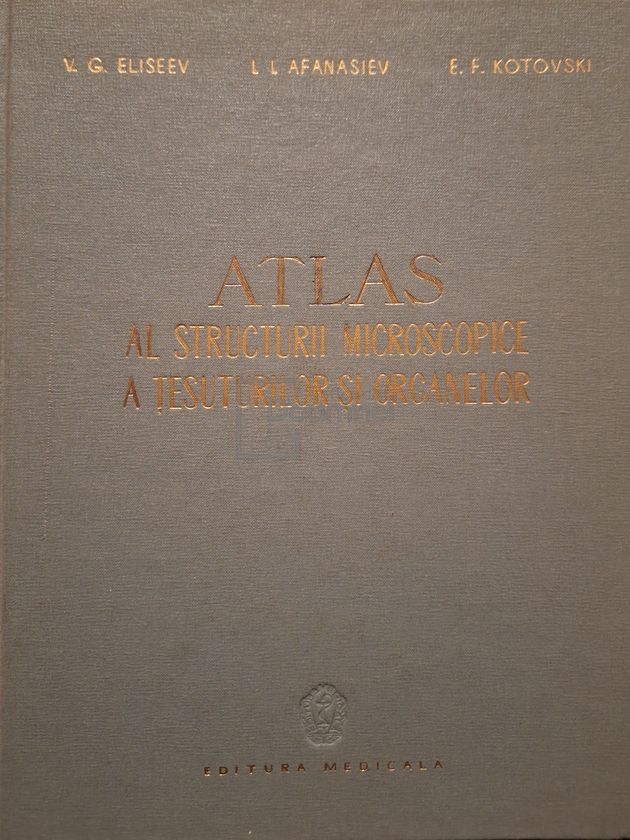 V. G. ELISEEV I. I. AFANASIEV E. F. KOTOVSKI
ATLAS
AL STRUCTURII MICROSCOPICE
A ȚESUTURILOR ȘI ORGANELOR
EDITURA MEDICALA